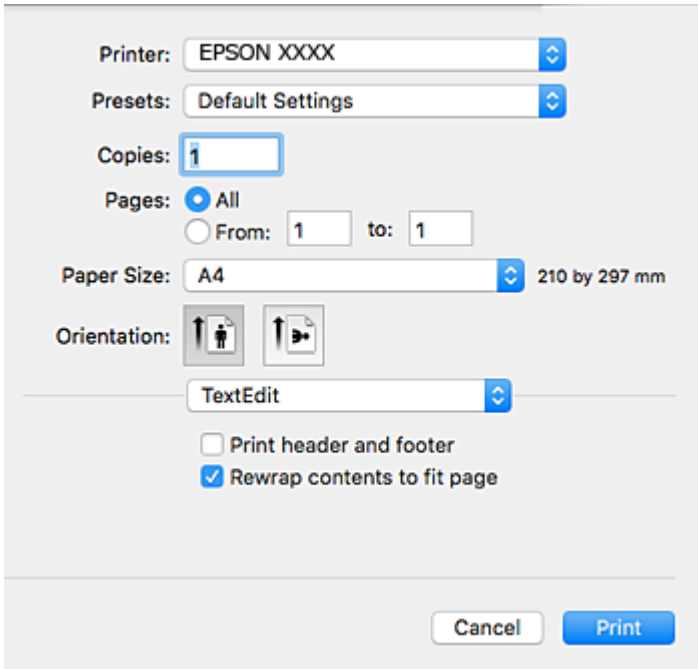 Printer: EPSON XXXX
Presets: Default Settings
Copies: 1
Pages: All
From: 1 to: 1
Paper Size: A4 210 by 297 mm
Orientation:
TextEdit
Print header and footer
Rewrap contents to fit page
Cancel Print